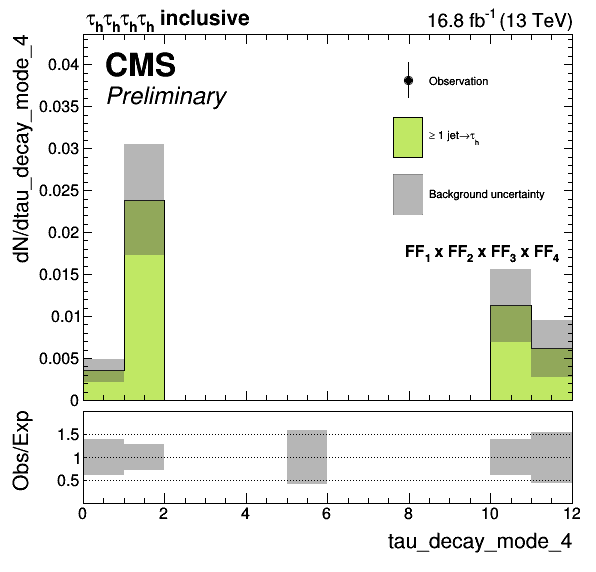 τhτhτhτh inclusive
16.8 fb-1 (13 TeV)
CMS
Preliminary
Observation
≥ 1 jet→τh
Background uncertainty
FF1 x FF2 x FF3 x FF4
dN/dtau_decay_mode_4
0.04
0.035
0.03
0.025
0.02
0.015
0.01
0.005
0
Obs/Exp
1.5
1
0.5
0 2 4 6 8 10 12
tau_decay_mode_4